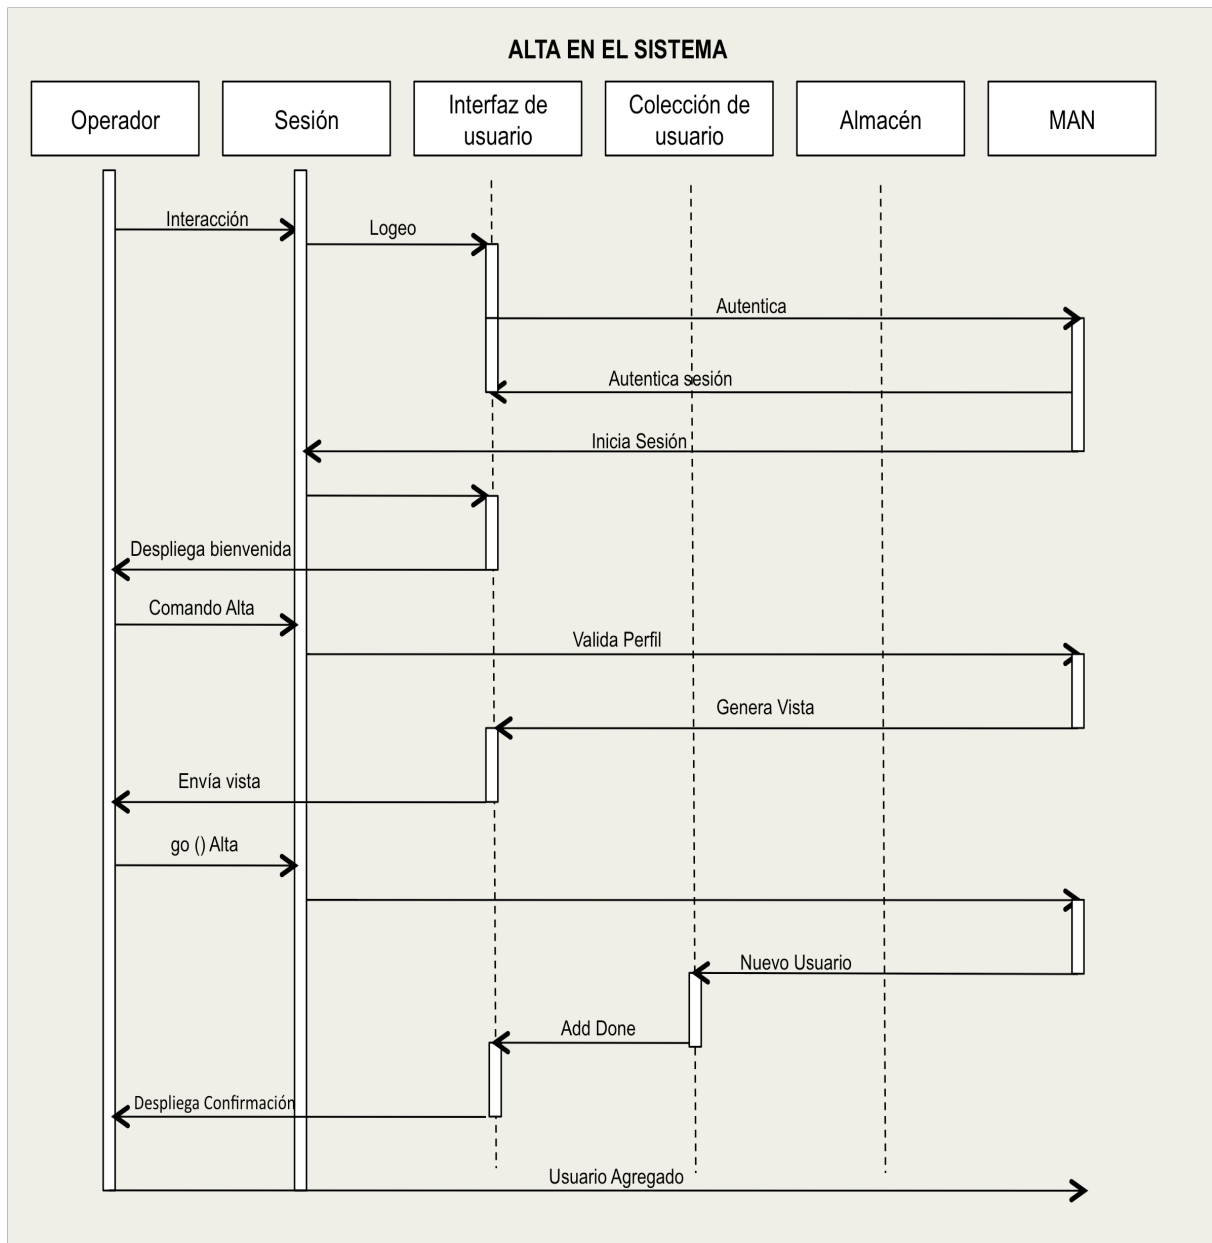 ALTA EN EL SISTEMA
Operador
Sesión
Interfaz de
usuario
Colección de
usuario
Almacén
MAN
Interacción
Logeo
Autentica
Autentica sesión
Inicia Sesión
Despliega bienvenida
Comando Alta
Valida Perfil
Genera Vista
Envía vista
go () Alta
Nuevo Usuario
Add Done
Despliega Confirmación
Usuario Agregado